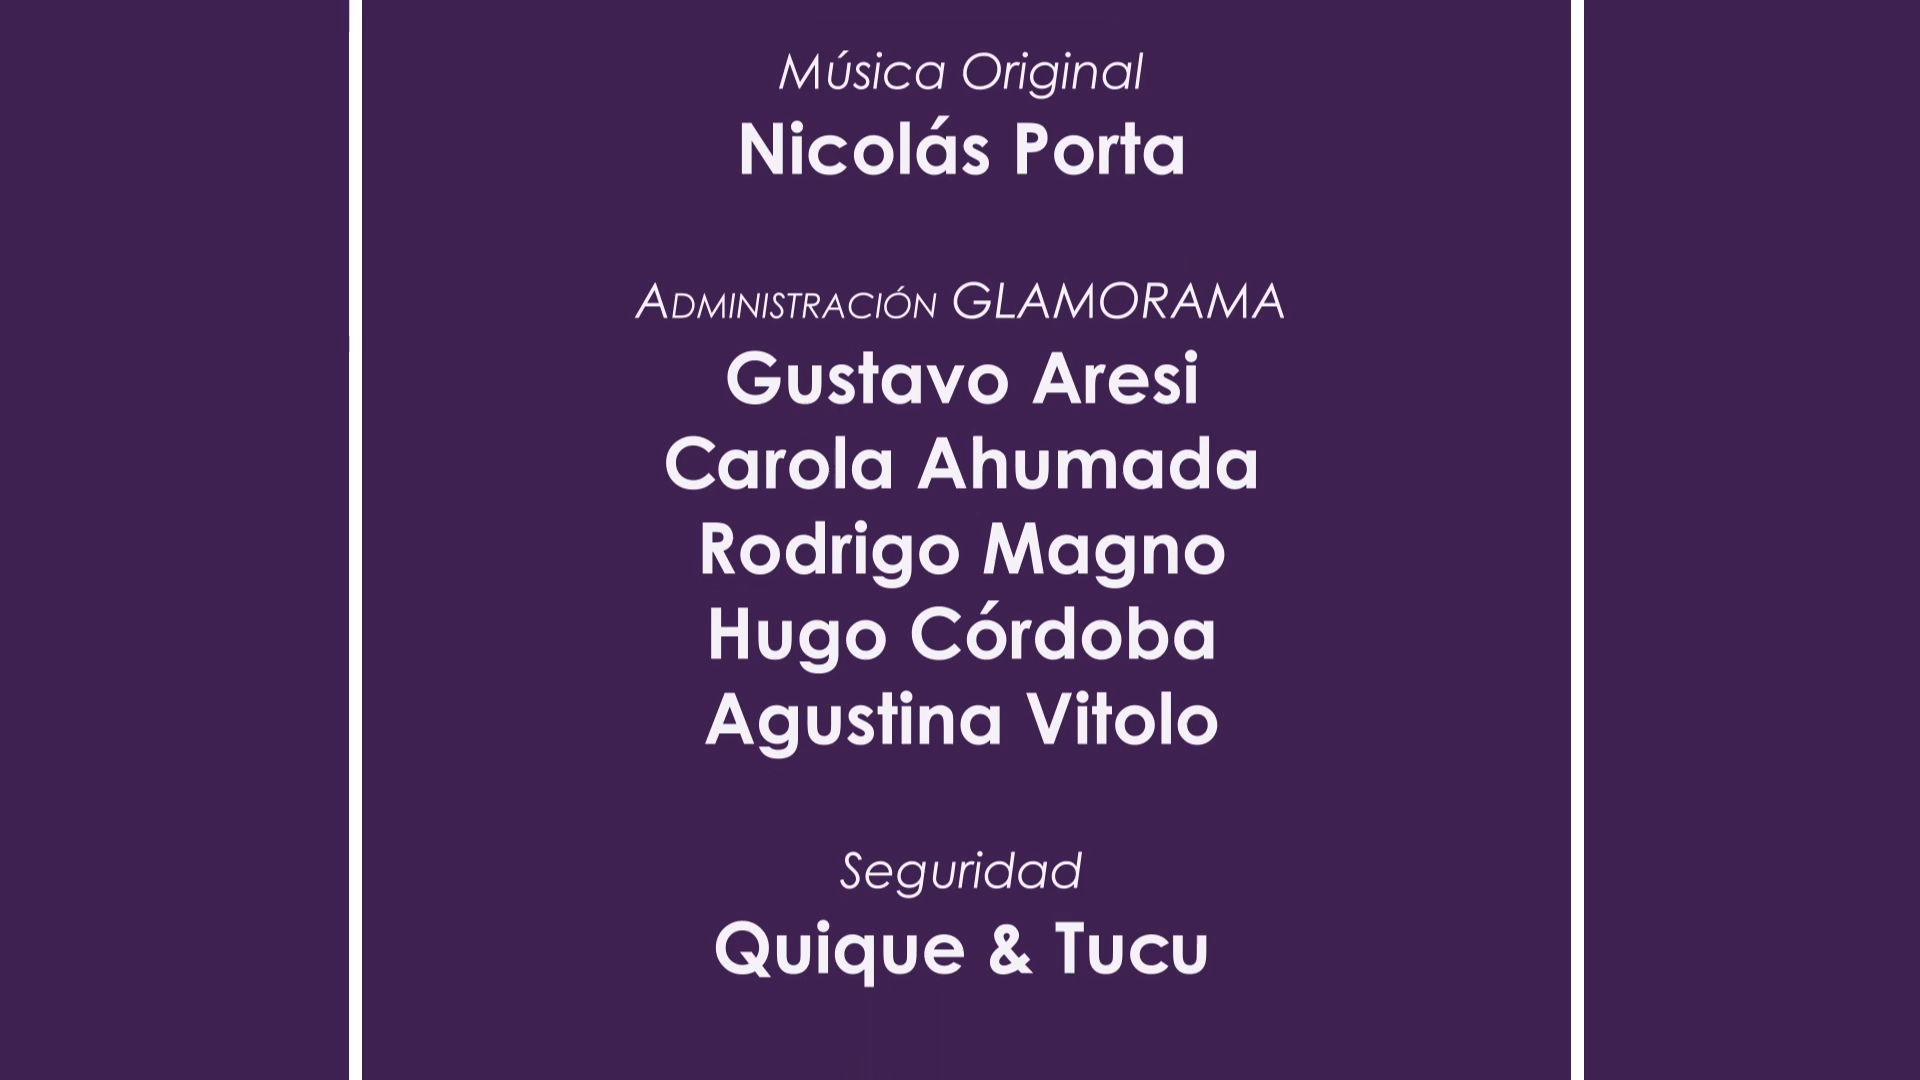 Música Original
Nicolás Porta
ADMINISTRACIÓN GLAMORAMA
Gustavo Aresi
Carola Ahumada
Rodrigo Magno
Hugo Córdoba
Agustina Vitolo
Seguridad
Quique & Tucu